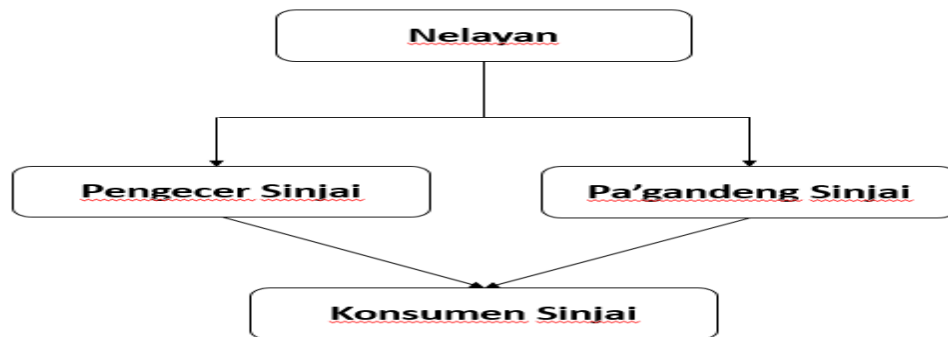 Nelayan
Pengecer Sinjai
Pa’gandeng Sinjai
Konsumen Sinjai